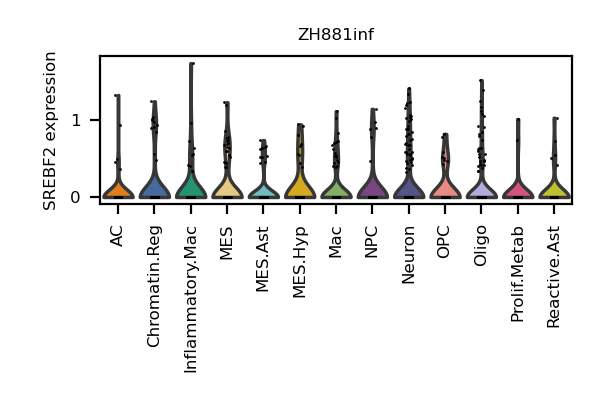 ZH881inf
SREBF2 expression
1
0
AC
Chromatin.Reg
Inflammatory.Mac
MES
MES.Ast
MES.Hyp
Mac
NPC
Neuron
OPC
Oligo
Prolif.Metab
Reactive.Ast